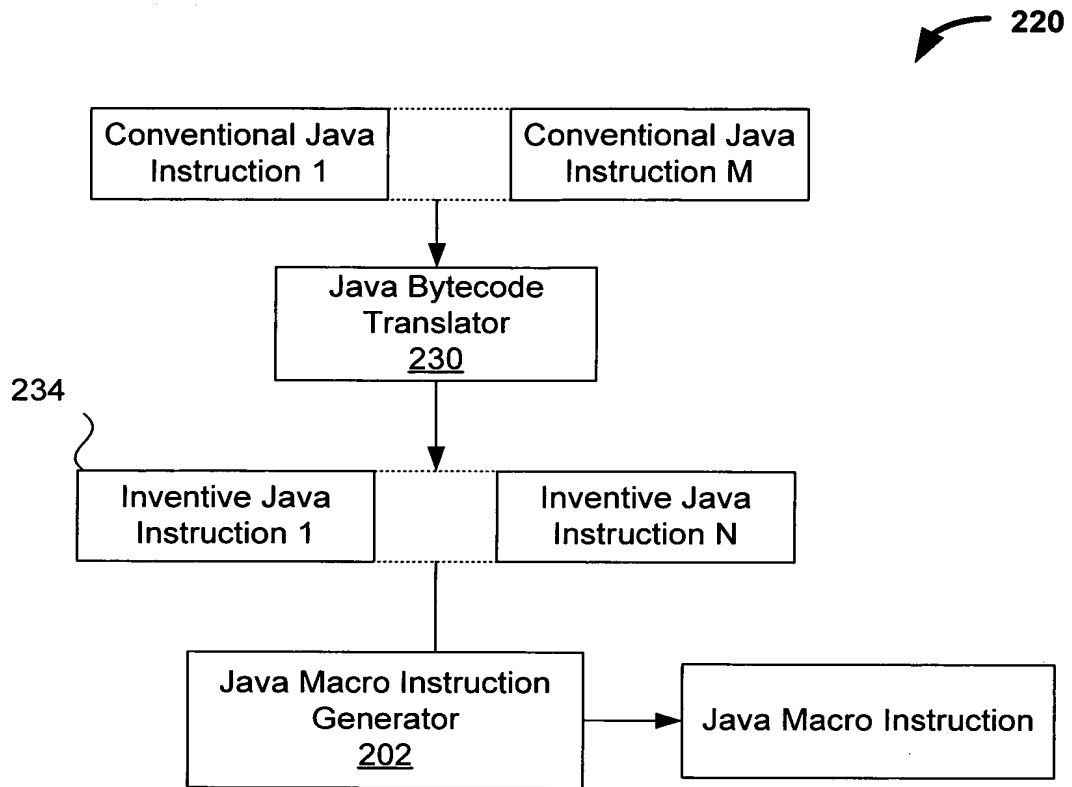 220
Conventional Java
Instruction 1
Conventional Java
Instruction M
Java Bytecode
Translator
230
234
Inventive Java
Instruction 1
Inventive Java
Instruction N
Java Macro Instruction
Generator
202
Java Macro Instruction